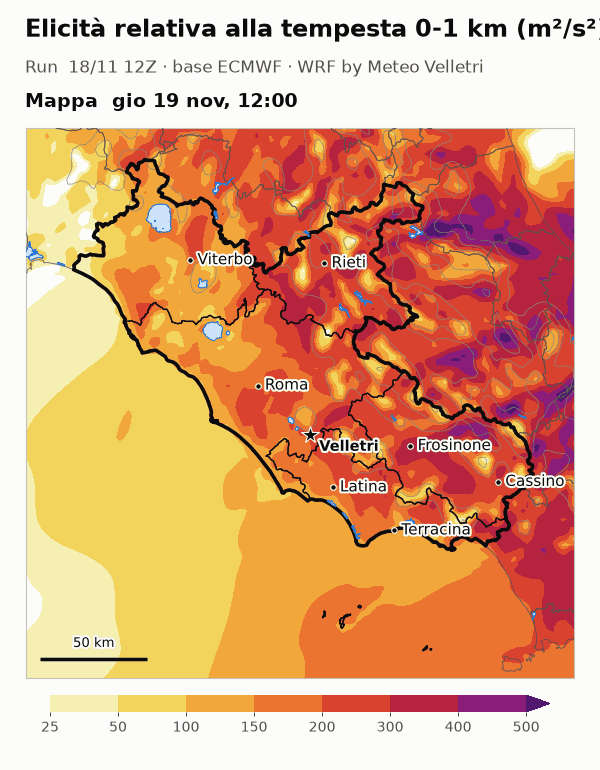 Elicità relativa alla tempesta 0-1 km (m²/s²)
Run 18/11 12Z · base ECMWF · WRF by Meteo Velletri
Mappa gio 19 nov, 12:00
Viterbo
Rieti
Roma
Velletri
Frosinone
Cassino
Latina
Terracina
50 km
25 50 100 150 200 300 400 500